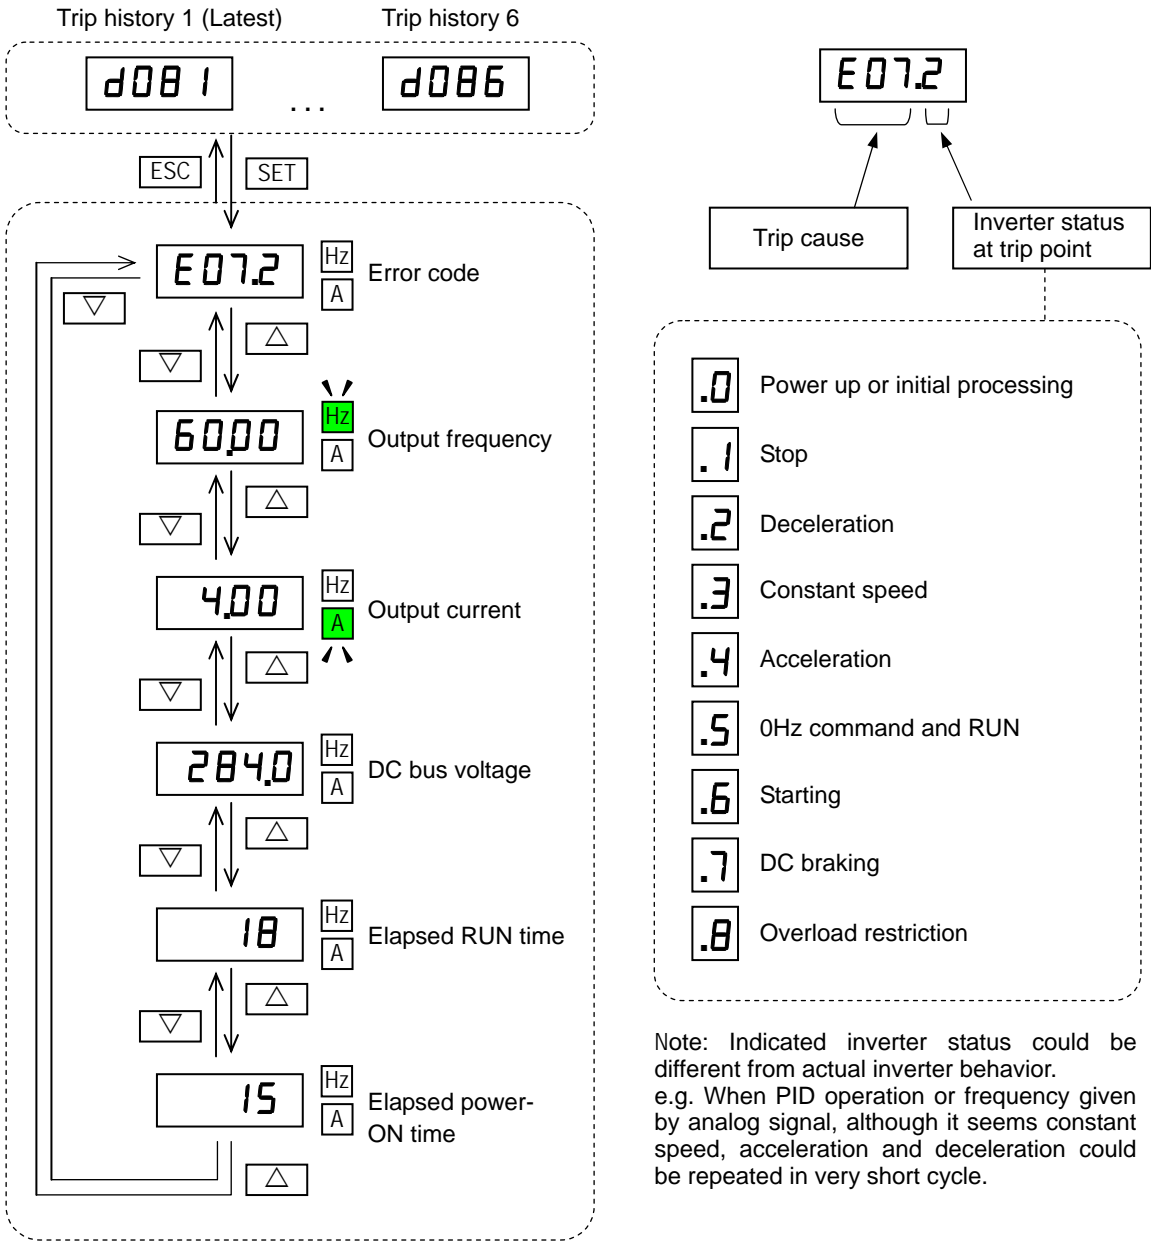 Trip history 1 (Latest)
Trip history 6
d081
...
d086
ESC
SET
E07.2
Hz
A
Error code
60.00
Hz
A
Output frequency
4.00
Hz
A
Output current
284.0
Hz
A
DC bus voltage
18
Hz
A
Elapsed RUN time
15
Hz
A
Elapsed power-
ON time
E07.2
Trip cause
Inverter status
at trip point
.0 Power up or initial processing
.1 Stop
.2 Deceleration
.3 Constant speed
.4 Acceleration
.5 0Hz command and RUN
.6 Starting
.7 DC braking
.8 Overload restriction
Note: Indicated inverter status could be
different from actual inverter behavior.
e.g. When PID operation or frequency given
by analog signal, although it seems constant
speed, acceleration and deceleration could
be repeated in very short cycle.